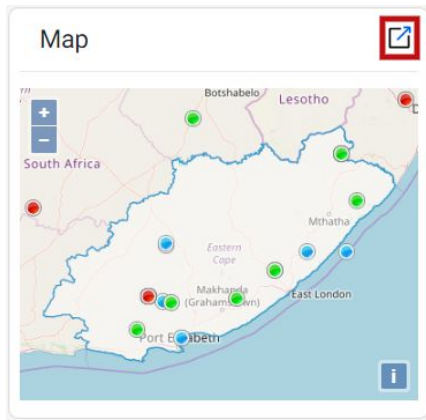 Map
Botshabelo
Lesotho
+
−
South Africa
Mthatha
Eastern
Cape
Makhanda
(Grahamstown)
East London
Port Elizabeth
i